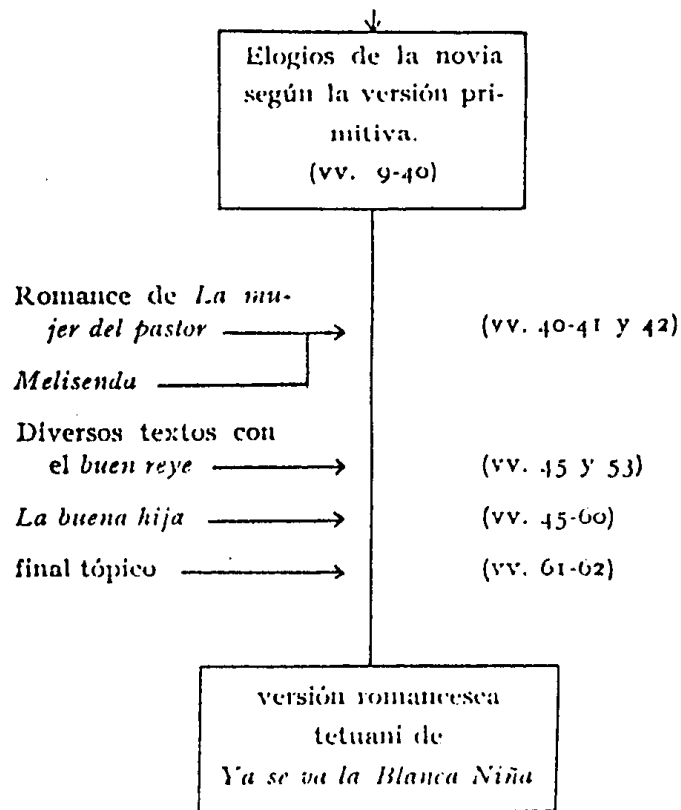 Elogios de la novia
según la versión pri-
mitiva.
(vv. 9-40)
Romance de La mu-
jer del pastor (vv. 40-41 y 42)
Melisenda
Diversos textos con
el buen reye (vv. 45 y 53)
La buena hija (vv. 45-60)
final tópico (vv. 61-62)
versión romancesca
tetuani de
Ya se va la Blanca Niña